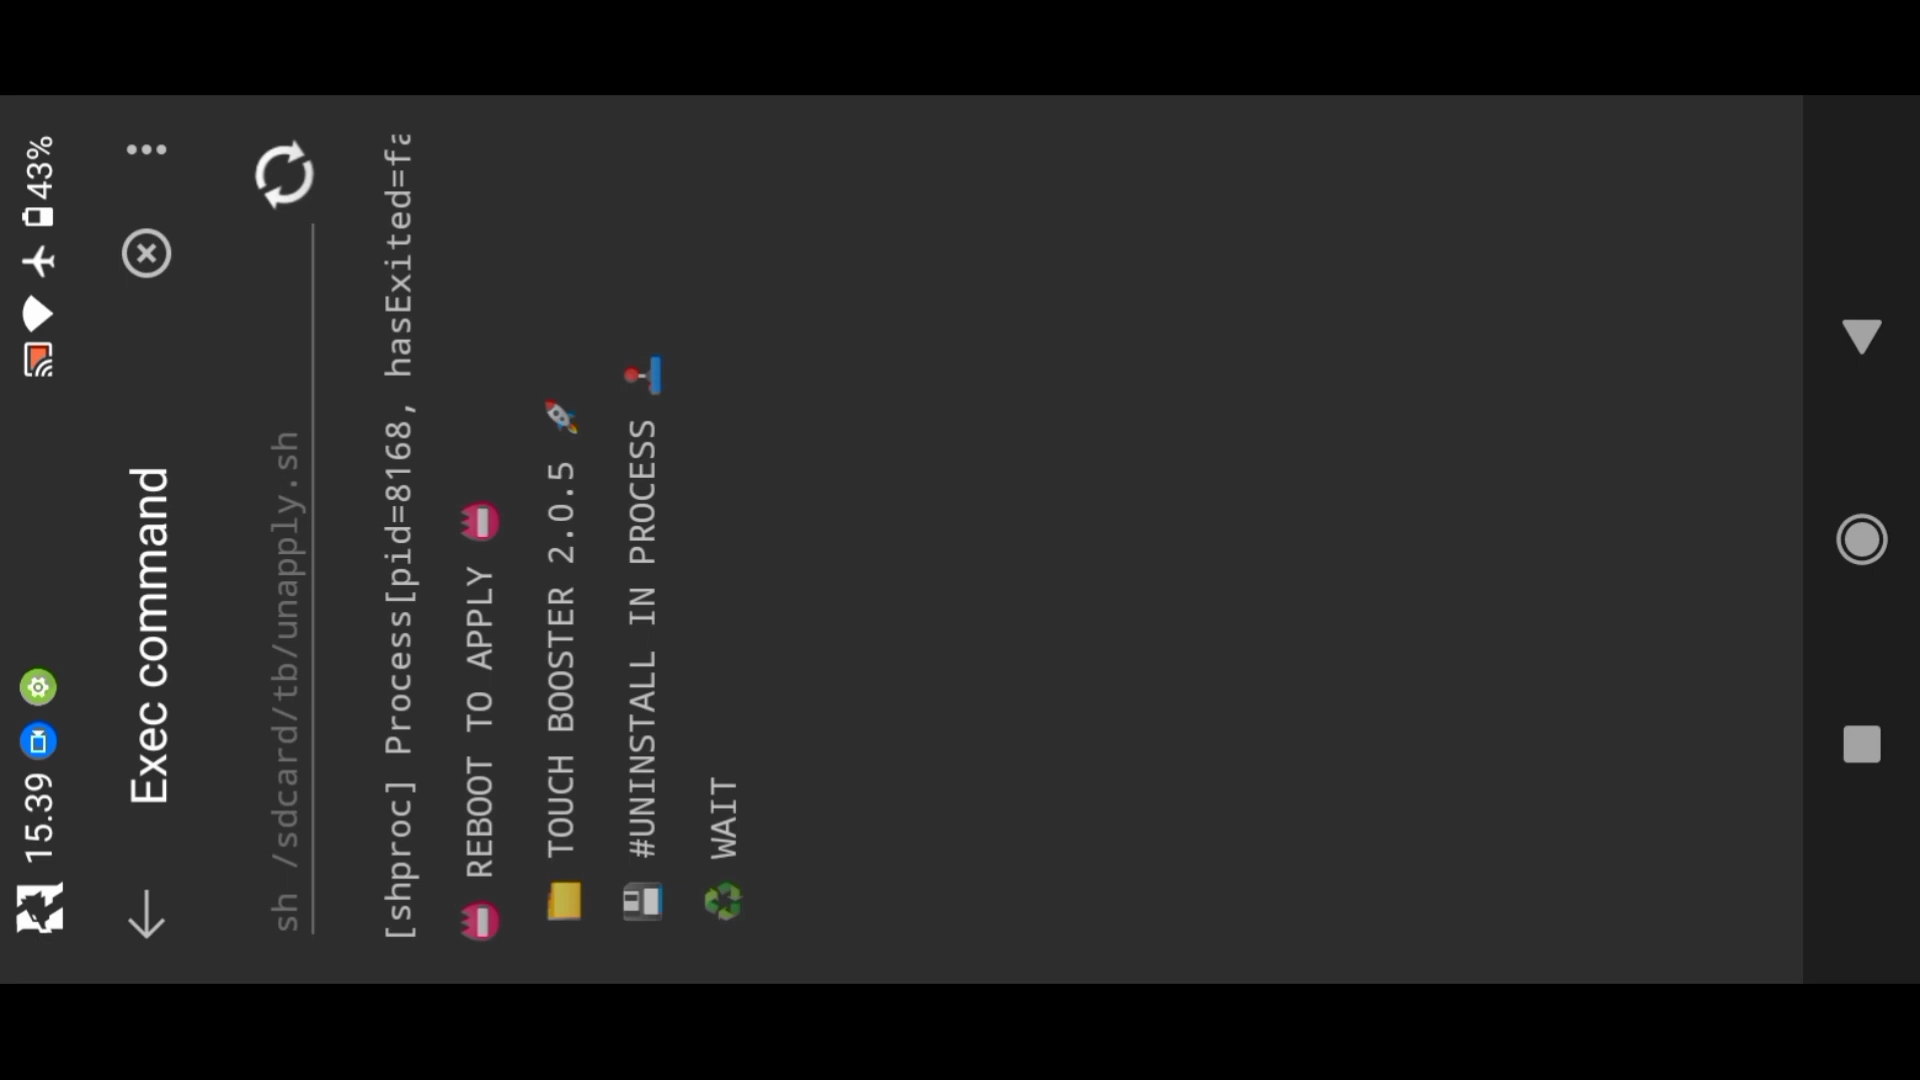 15.39
43%
Exec command
sh /sdcard/tb/unapply.sh
[shproc] Process[pid=8168, hasExited=fa
📛 REBOOT TO APPLY 📛
📁 TOUCH BOOSTER 2.0.5 🚀
💾 #UNINSTALL IN PROCESS 🕹️
♻️ WAIT